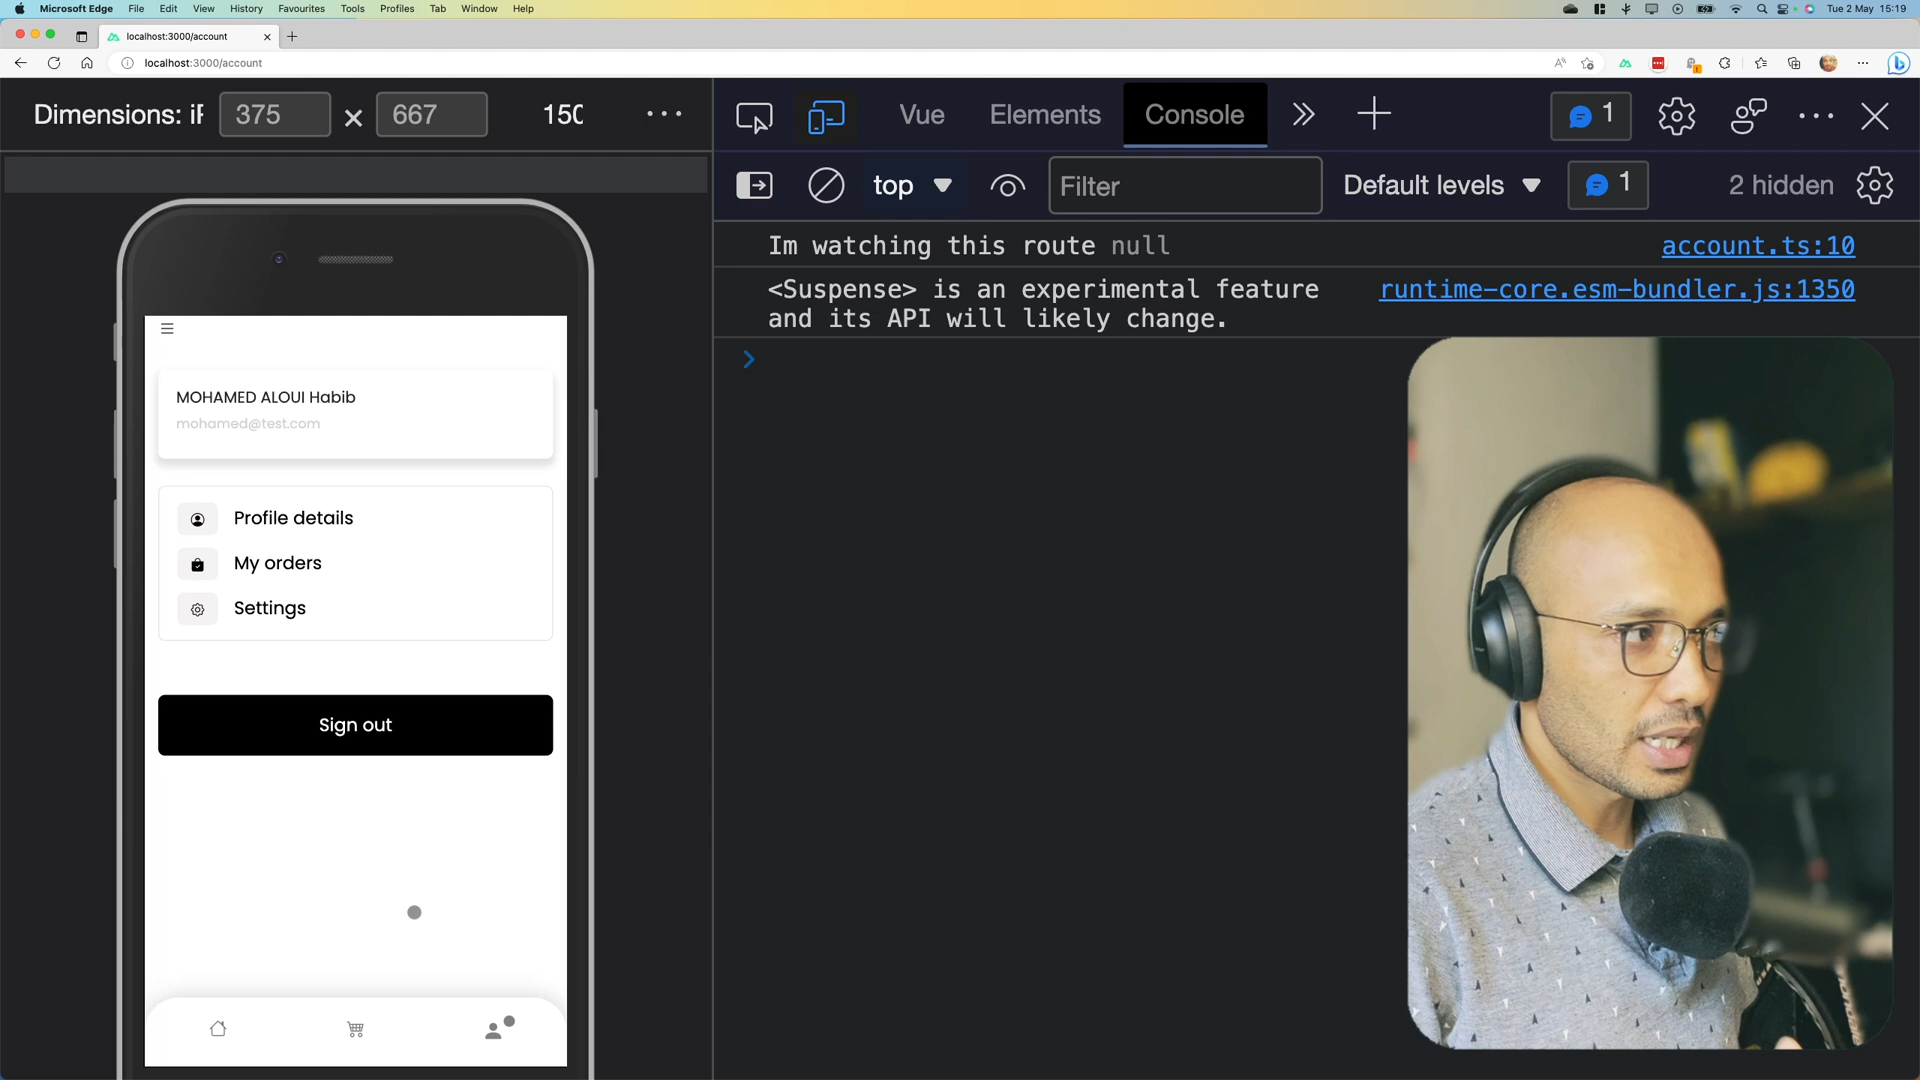 Microsoft Edge File Edit View History Favourites Tools Profiles Tab Window Help
Tue 2 May 15:19
localhost:3000/account
localhost:3000/account
Dimensions: iP 375 × 667 150
Vue Elements Console 1
top Filter Default levels 1 2 hidden
Im watching this route null account.ts:10
<Suspense> is an experimental feature runtime-core.esm-bundler.js:1350
and its API will likely change.
MOHAMED ALOUI Habib
mohamed@test.com
Profile details
My orders
Settings
Sign out